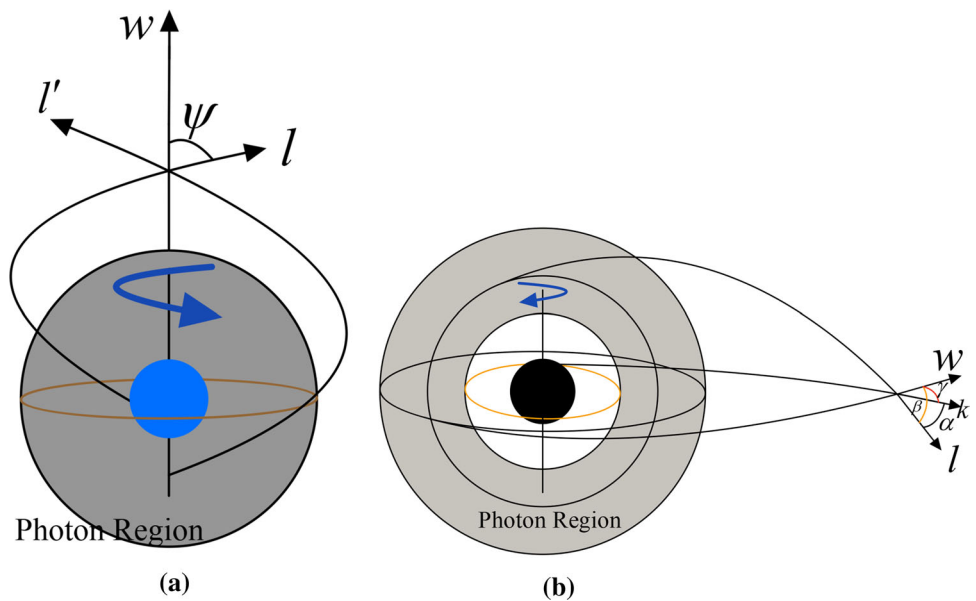 w
l'
ψ
l
Photon Region
(a)
w
γ
β
k
α
l
Photon Region
(b)